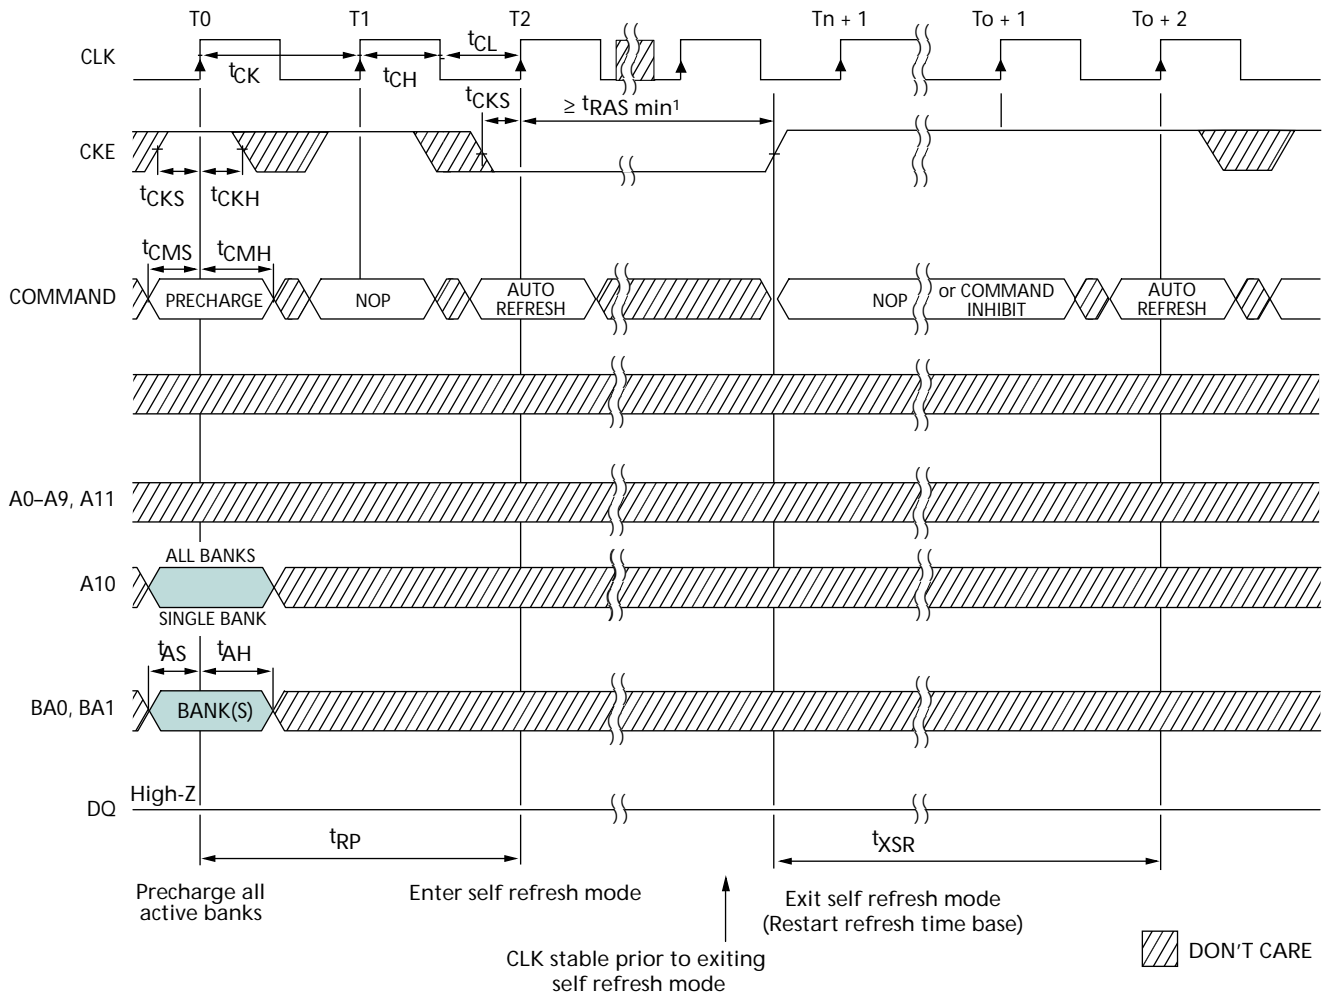 T0 T1 T2 Tn + 1 To + 1 To + 2
CLK
tCK tCH tCL
tCKS ≥ tRAS min¹
CKE
tCKS tCKH
tCMS tCMH
COMMAND PRECHARGE NOP AUTO REFRESH NOP or COMMAND INHIBIT AUTO REFRESH
A0–A9, A11
ALL BANKS
A10
SINGLE BANK
tAS tAH
BA0, BA1 BANK(S)
High-Z
DQ
tRP tXSR
Precharge all
active banks
Enter self refresh mode
Exit self refresh mode
(Restart refresh time base)
CLK stable prior to exiting
self refresh mode
DON'T CARE